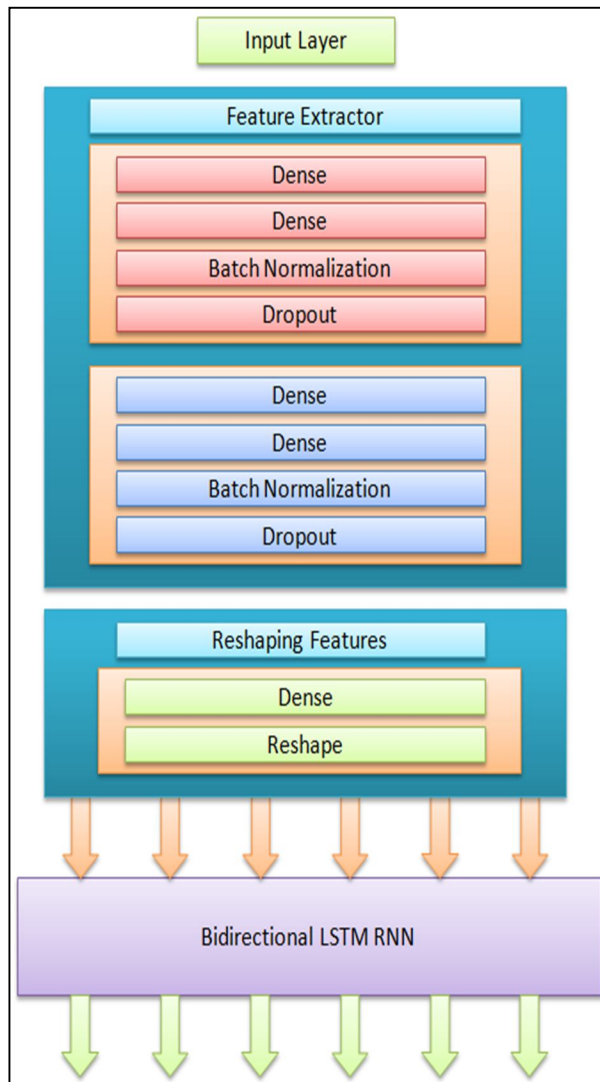 Input Layer
Feature Extractor
Dense
Dense
Batch Normalization
Dropout
Dense
Dense
Batch Normalization
Dropout
Reshaping Features
Dense
Reshape
Bidirectional LSTM RNN